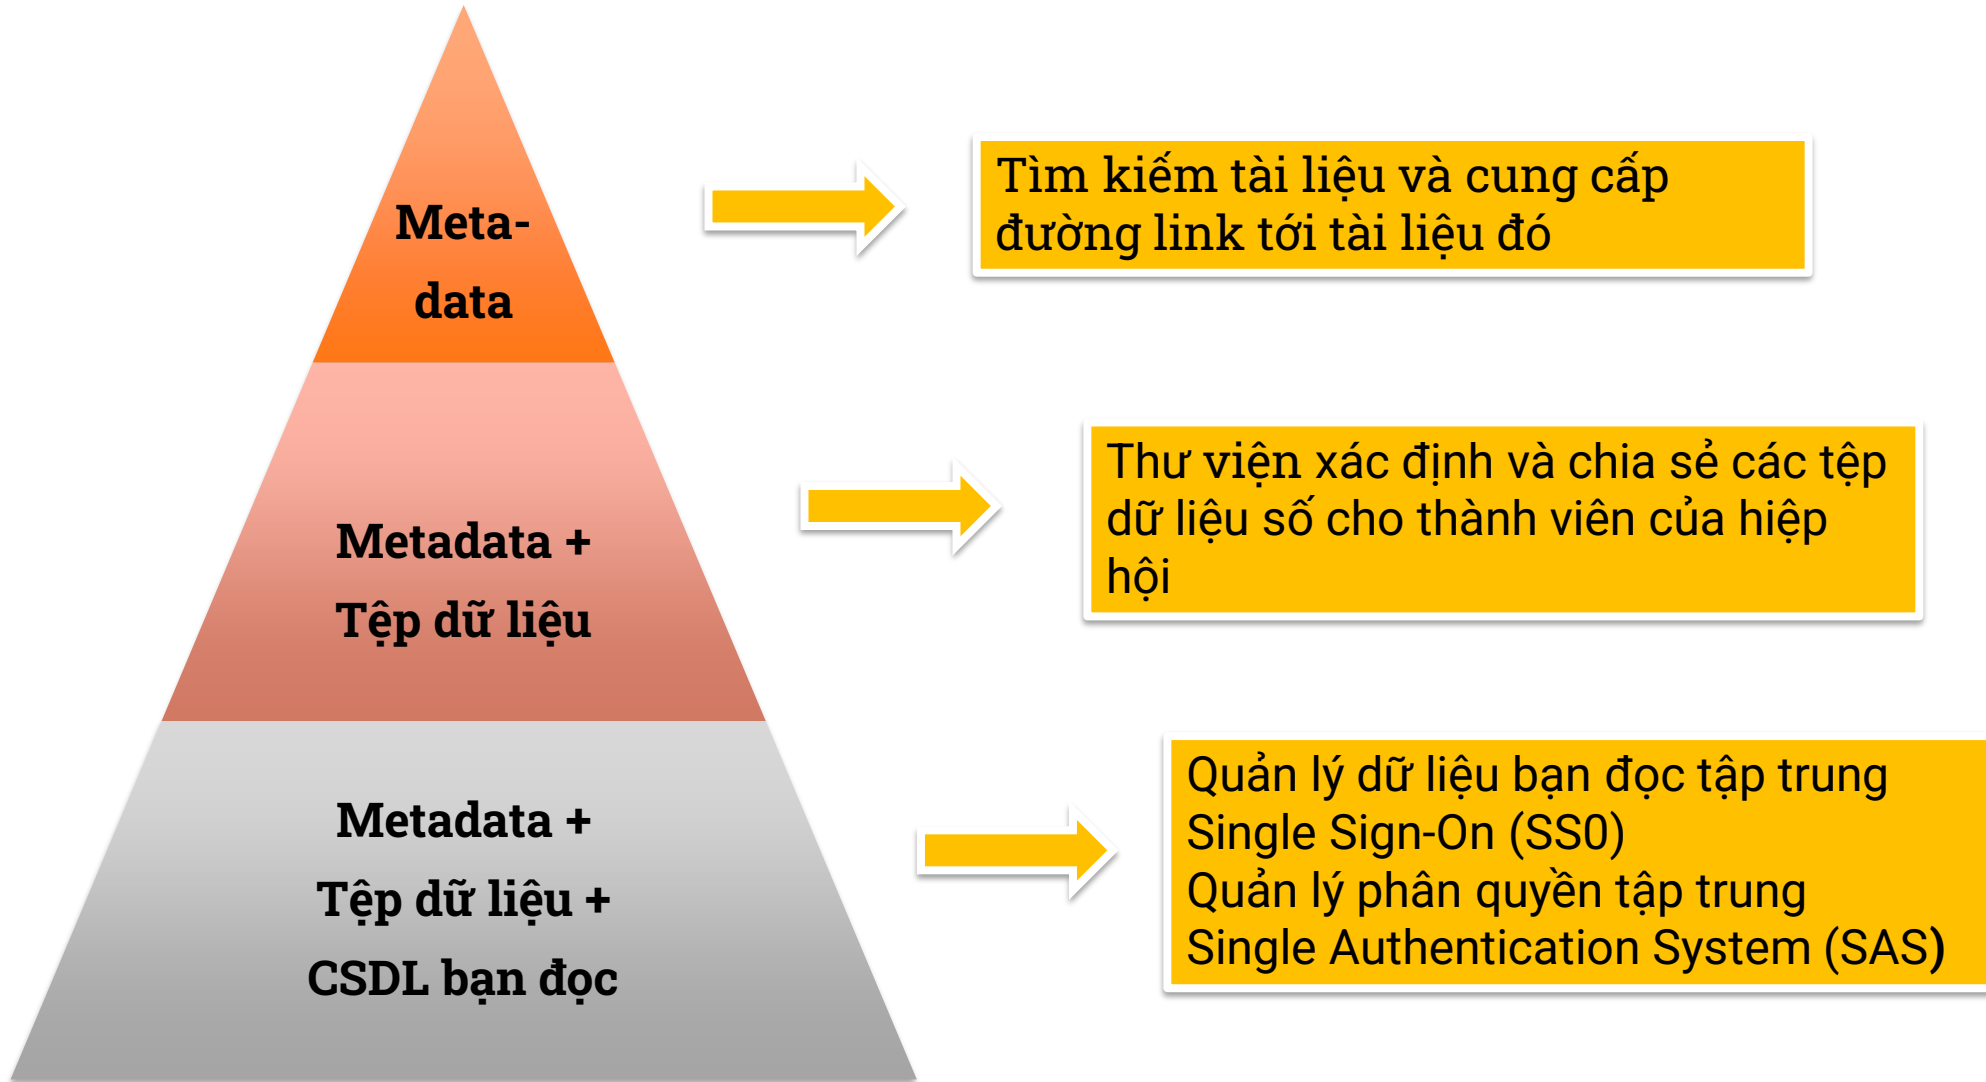 Meta-
data
Tìm kiếm tài liệu và cung cấp
đường link tới tài liệu đó
Metadata +
Tệp dữ liệu
Thư viện xác định và chia sẻ các tệp
dữ liệu số cho thành viên của hiệp
hội
Metadata +
Tệp dữ liệu +
CSDL bạn đọc
Quản lý dữ liệu bạn đọc tập trung
Single Sign-On (SS0)
Quản lý phân quyền tập trung
Single Authentication System (SAS)